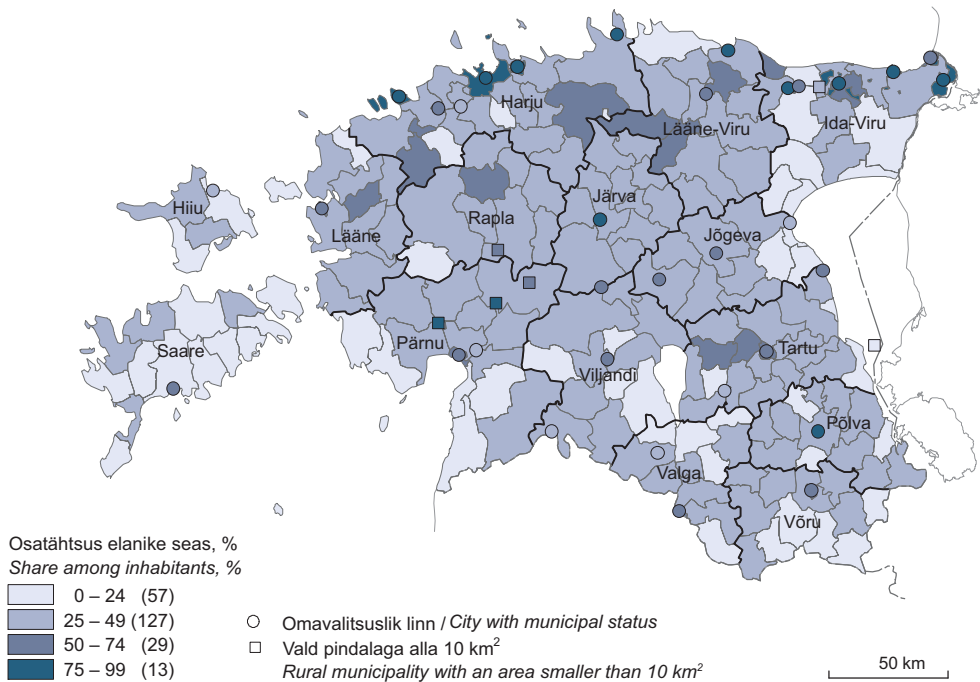 Harju
Lääne-Viru
Ida-Viru
Hiiu
Lääne
Rapla
Järva
Jõgeva
Saare
Pärnu
Viljandi
Tartu
Põlva
Valga
Võru
Osatähtsus elanike seas, %
Share among inhabitants, %
0 – 24 (57)
25 – 49 (127)
50 – 74 (29)
75 – 99 (13)
Omavalitsuslik linn / City with municipal status
Vald pindalaga alla 10 km²
Rural municipality with an area smaller than 10 km²
50 km